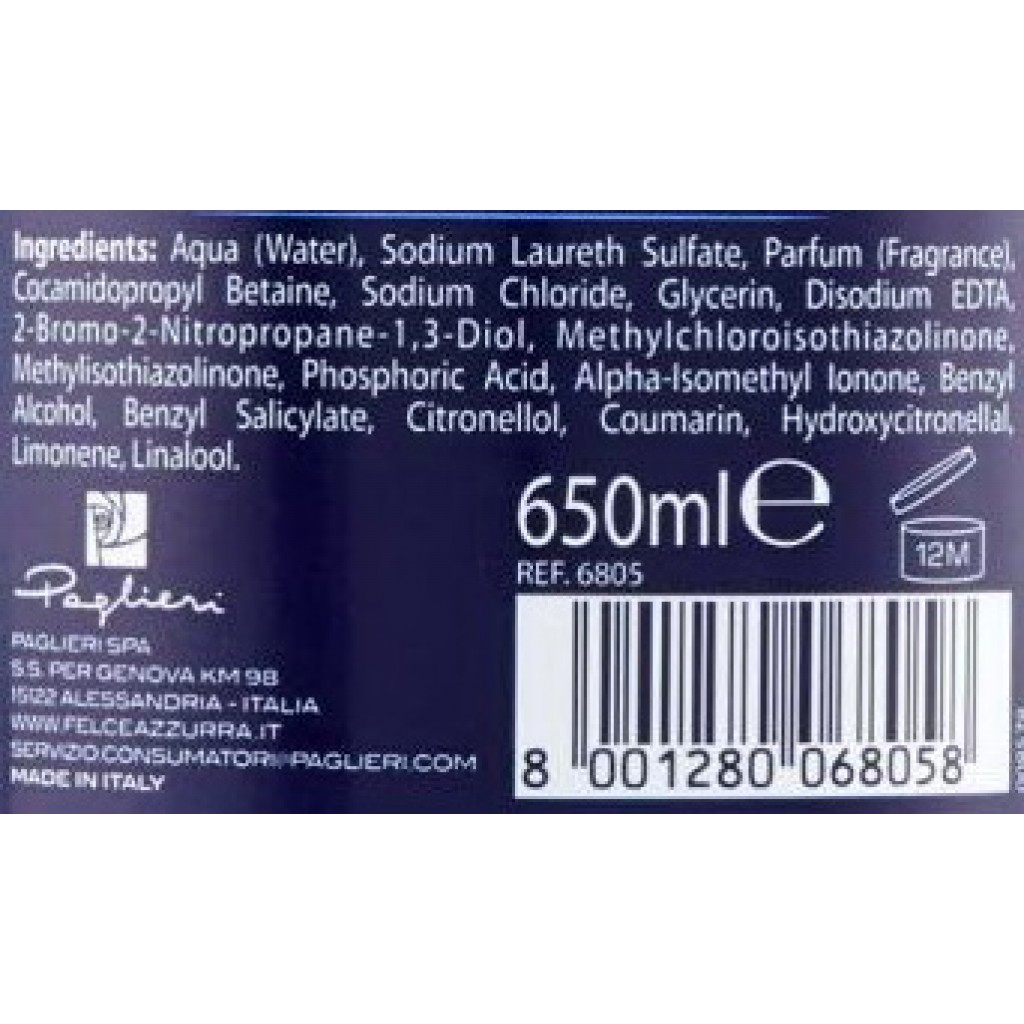 Ingredients: Aqua (Water), Sodium Laureth Sulfate, Parfum (Fragrance),
Cocamidopropyl Betaine, Sodium Chloride, Glycerin, Disodium EDTA,
2-Bromo-2-Nitropropane-1,3-Diol, Methylchloroisothiazolinone,
Methylisothiazolinone, Phosphoric Acid, Alpha-Isomethyl Ionone, Benzyl
Alcohol, Benzyl Salicylate, Citronellol, Coumarin, Hydroxycitronellal,
Limonene, Linalool.
650ml e
12M
REF. 6805
Paglieri
PAGLIERI SPA
S.S. PER GENOVA KM 98
15122 ALESSANDRIA - ITALIA
WWW.FELCEAZZURRA.IT
SERVIZIO.CONSUMATORI@PAGLIERI.COM
MADE IN ITALY
8 001280 068058